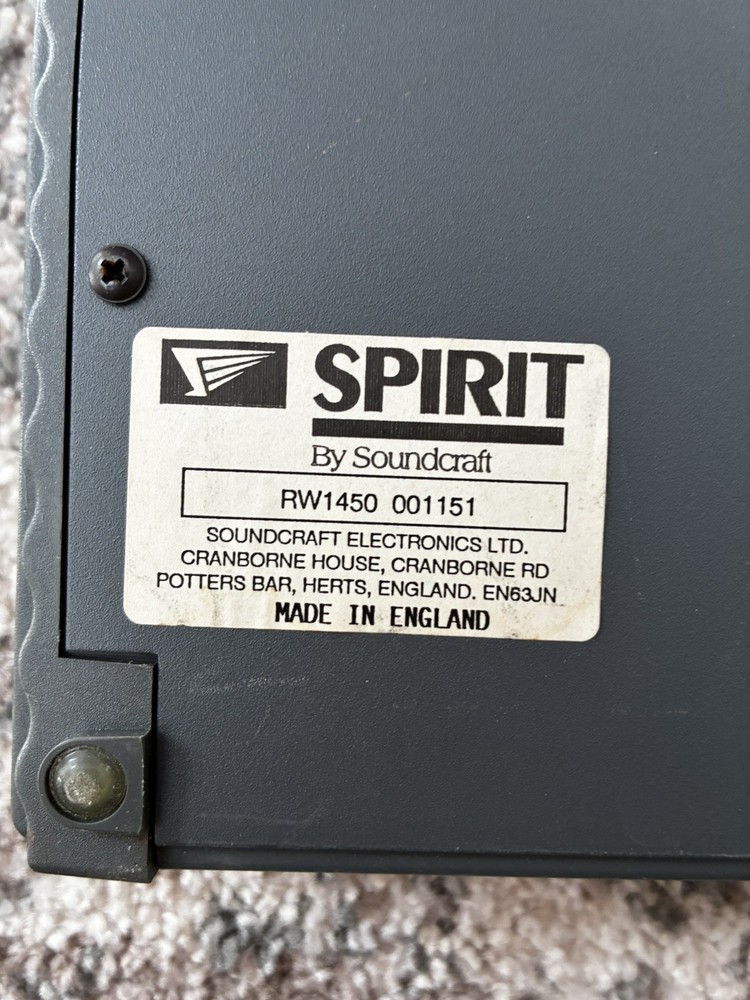 SPIRIT
By Soundcraft
RW1450 001151
SOUNDCRAFT ELECTRONICS LTD.
CRANBORNE HOUSE, CRANBORNE RD
POTTERS BAR, HERTS, ENGLAND. EN63JN
MADE IN ENGLAND